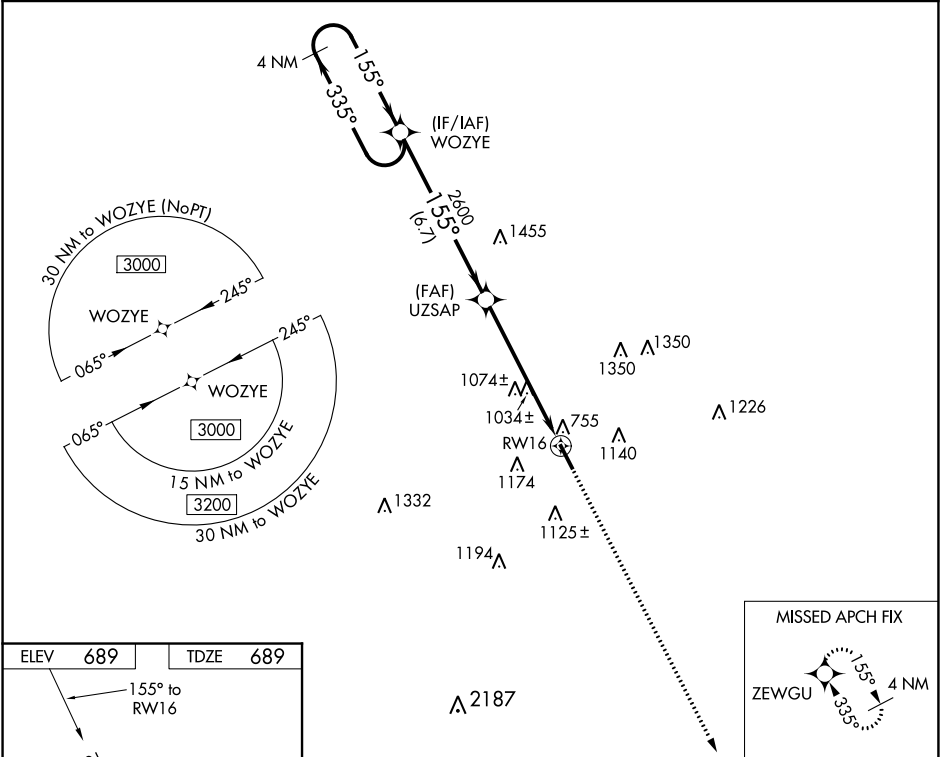 4 NM
155°
335°
(IF/IAF)
WOZYE
2600
155°
(6.7)
1455
(FAF)
UZSAP
30 NM to WOZYE (NoPT)
3000
WOZYE
245°
065°
245°
WOZYE
065°
3000
15 NM to WOZYE
3200
30 NM to WOZYE
1350
1350
1074±
1034±
755
1226
RW16
1140
1174
1332
1125±
1194
2187
MISSED APCH FIX
ZEWGU
155°
4 NM
335°
ELEV 689
TDZE 689
155° to
RW16